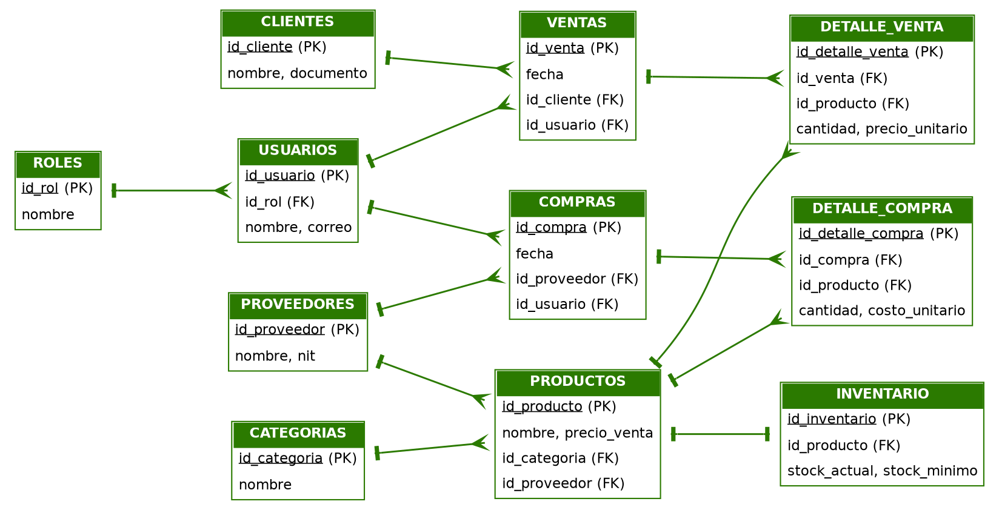 ROLES
id_rol (PK)
nombre
CLIENTES
id_cliente (PK)
nombre, documento
USUARIOS
id_usuario (PK)
id_rol (FK)
nombre, correo
PROVEEDORES
id_proveedor (PK)
nombre, nit
CATEGORIAS
id_categoria (PK)
nombre
VENTAS
id_venta (PK)
fecha
id_cliente (FK)
id_usuario (FK)
COMPRAS
id_compra (PK)
fecha
id_proveedor (FK)
id_usuario (FK)
PRODUCTOS
id_producto (PK)
nombre, precio_venta
id_categoria (FK)
id_proveedor (FK)
DETALLE_VENTA
id_detalle_venta (PK)
id_venta (FK)
id_producto (FK)
cantidad, precio_unitario
DETALLE_COMPRA
id_detalle_compra (PK)
id_compra (FK)
id_producto (FK)
cantidad, costo_unitario
INVENTARIO
id_inventario (PK)
id_producto (FK)
stock_actual, stock_minimo